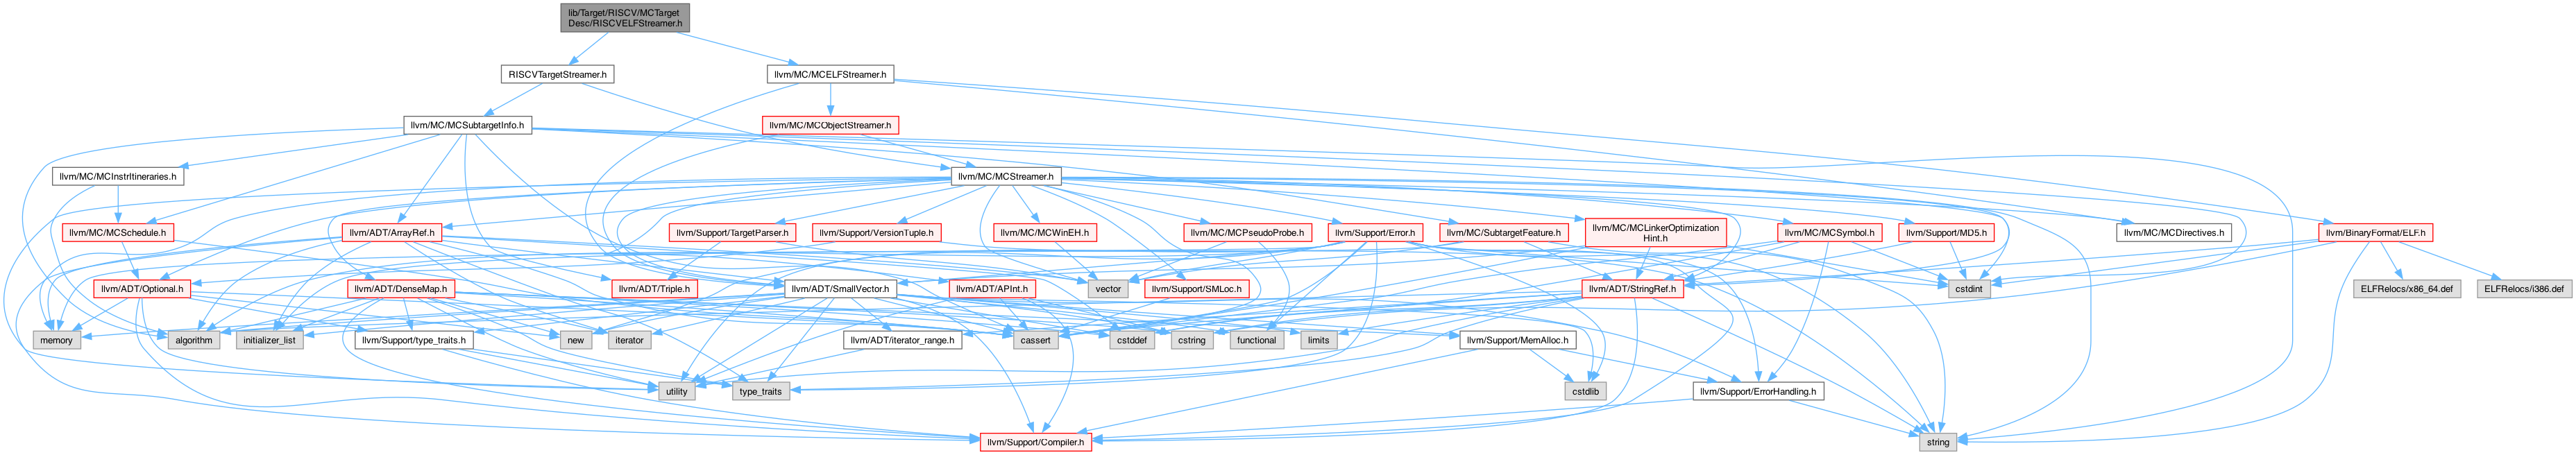 lib/Target/RISCV/MCTarget
Desc/RISCVELFStreamer.h
RISCVTargetStreamer.h
llvm/MC/MCELFStreamer.h
llvm/MC/MCSubtargetInfo.h
llvm/MC/MCObjectStreamer.h
llvm/MC/MCInstrItineraries.h
llvm/MC/MCStreamer.h
llvm/MC/MCSchedule.h
llvm/ADT/ArrayRef.h
llvm/Support/TargetParser.h
llvm/Support/VersionTuple.h
llvm/MC/MCWinEH.h
llvm/MC/MCPseudoProbe.h
llvm/Support/Error.h
llvm/MC/SubtargetFeature.h
llvm/MC/MCLinkerOptimization
Hint.h
llvm/MC/MCSymbol.h
llvm/Support/MD5.h
llvm/MC/MCDirectives.h
llvm/BinaryFormat/ELF.h
llvm/ADT/Optional.h
llvm/ADT/DenseMap.h
llvm/ADT/Triple.h
llvm/ADT/SmallVector.h
llvm/ADT/APInt.h
vector
llvm/Support/SMLoc.h
llvm/ADT/StringRef.h
cstdint
ELFRelocs/x86_64.def
ELFRelocs/i386.def
memory
algorithm
initializer_list
llvm/Support/type_traits.h
new
iterator
llvm/ADT/iterator_range.h
cassert
cstddef
cstring
functional
limits
llvm/Support/MemAlloc.h
utility
type_traits
cstdlib
llvm/Support/ErrorHandling.h
llvm/Support/Compiler.h
string